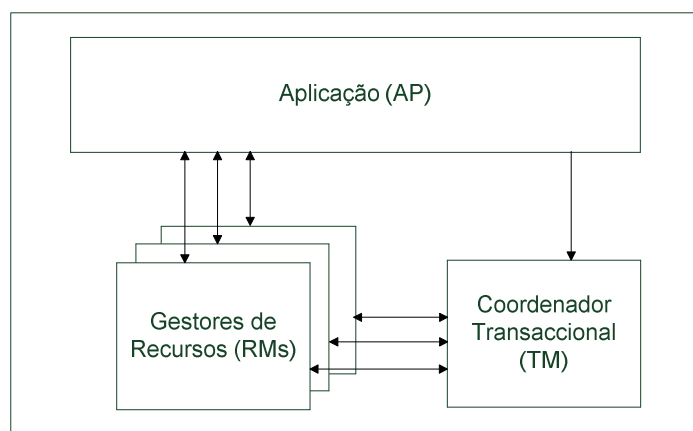 Aplicação (AP)
Gestores de
Recursos (RMs)
Coordenador
Transaccional
(TM)